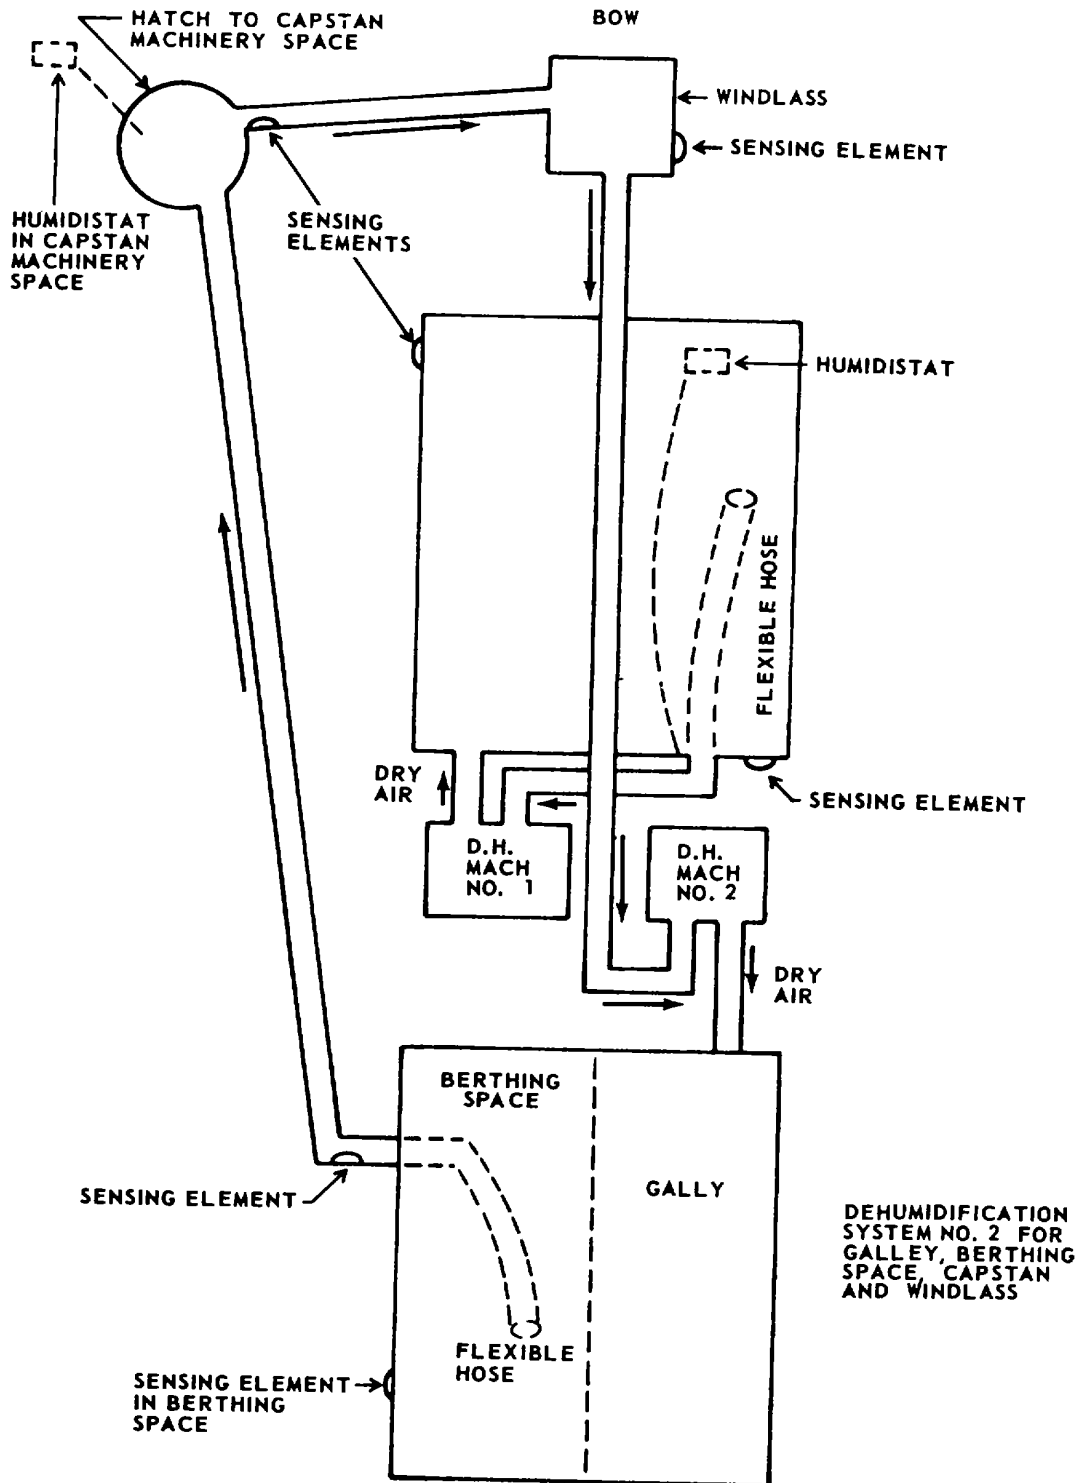 HATCH TO CAPSTAN
MACHINERY SPACE
BOW
WINDLASS
SENSING ELEMENT
HUMIDISTAT
IN CAPSTAN
MACHINERY
SPACE
SENSING
ELEMENTS
HUMIDISTAT
FLEXIBLE HOSE
DRY
AIR
SENSING ELEMENT
D.H.
MACH
NO. 1
D.H.
MACH
NO. 2
DRY
AIR
BERTHING
SPACE
GALLY
SENSING ELEMENT
DEHUMIDIFICATION
SYSTEM NO. 2 FOR
GALLEY, BERTHING
SPACE, CAPSTAN
AND WINDLASS
FLEXIBLE
HOSE
SENSING ELEMENT
IN BERTHING
SPACE